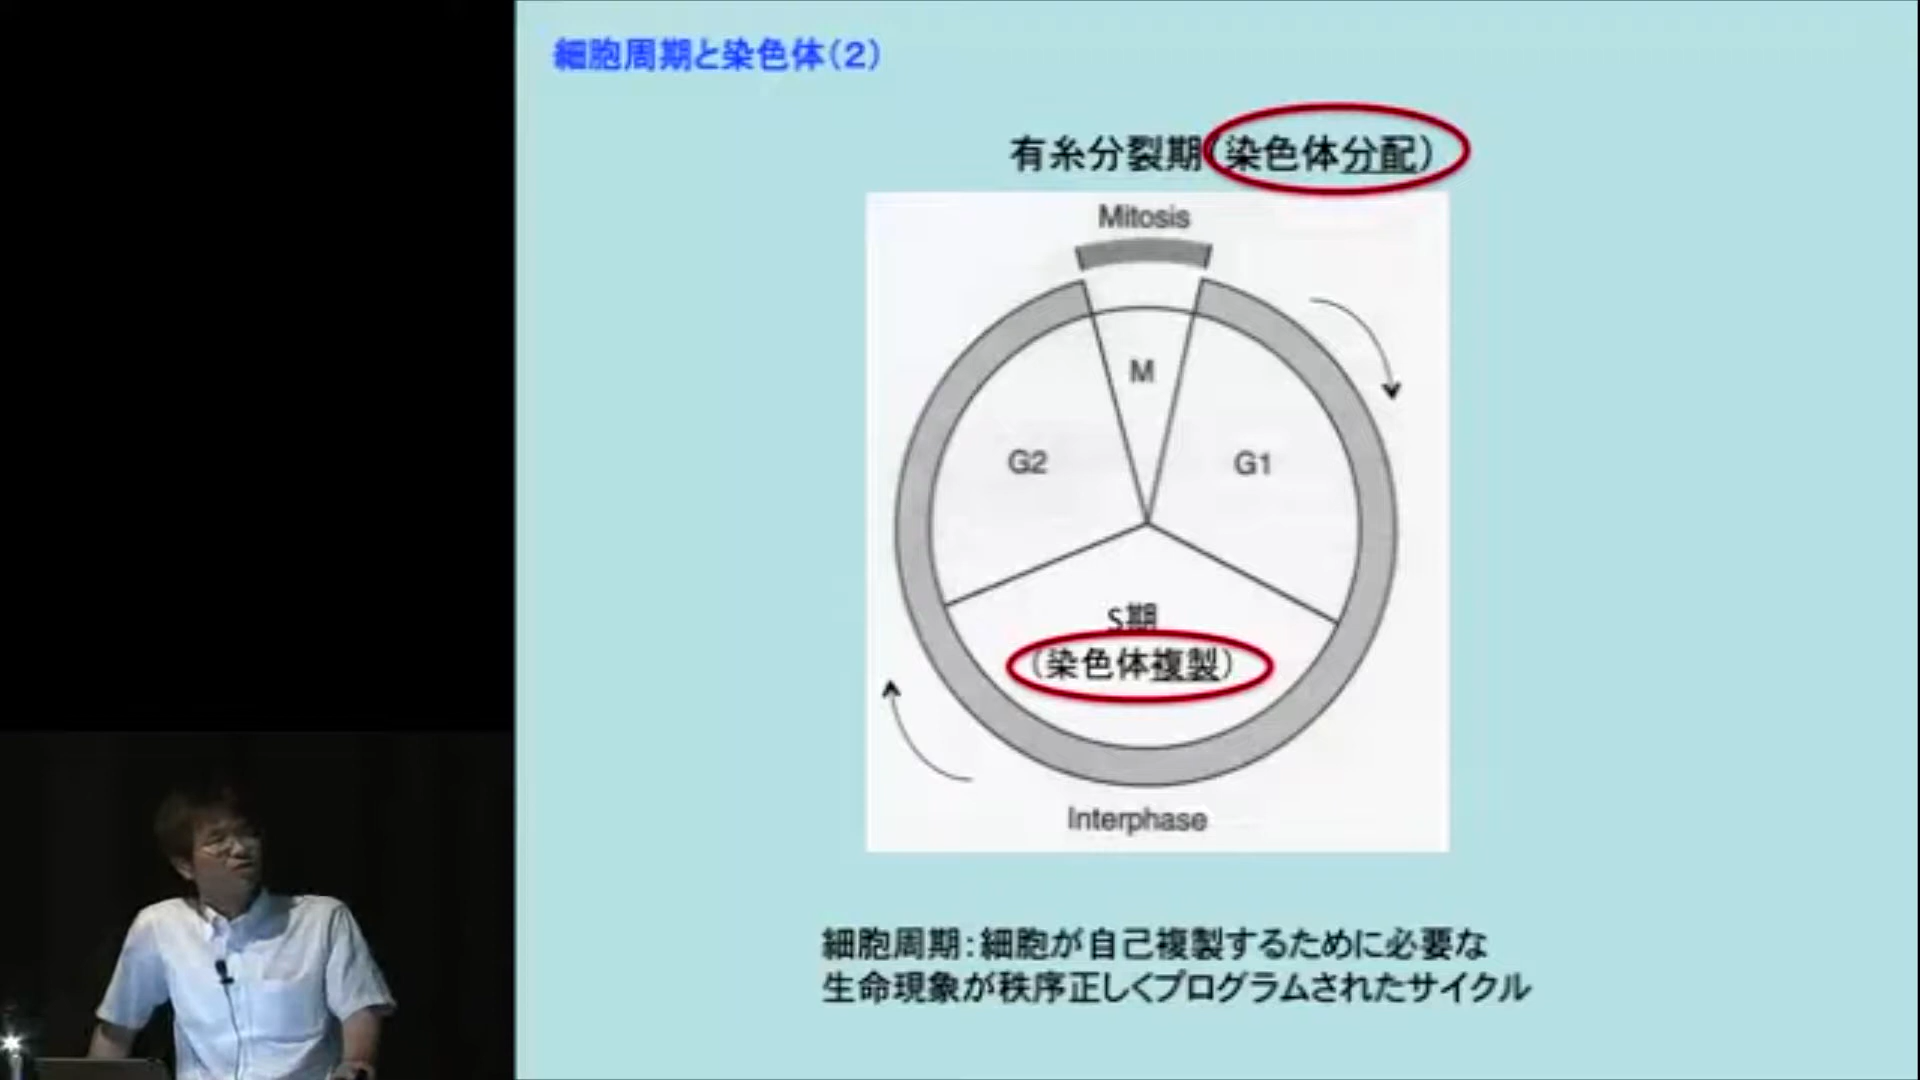 細胞周期と染色体(2)
有糸分裂期(染色体分配)
Mitosis
M
G2
G1
S期
(染色体複製)
Interphase
細胞周期:細胞が自己複製するために必要な
生命現象が秩序正しくプログラムされたサイクル